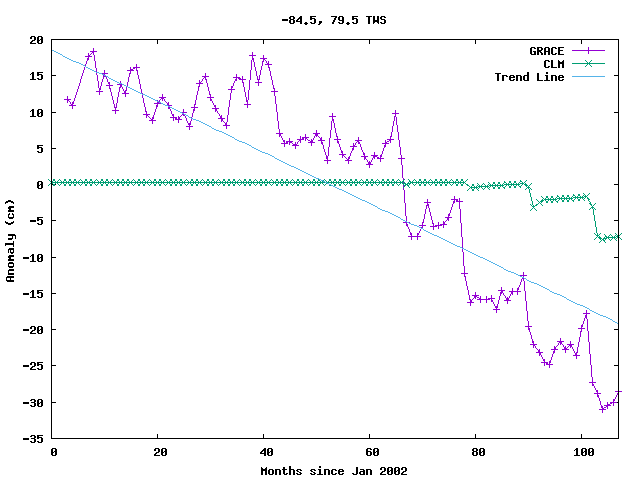 -84.5, 79.5 TWS
GRACE
CLM
Trend Line
20
15
10
5
0
-5
-10
-15
-20
-25
-30
-35
Anomaly (cm)
0 20 40 60 80 100
Months since Jan 2002